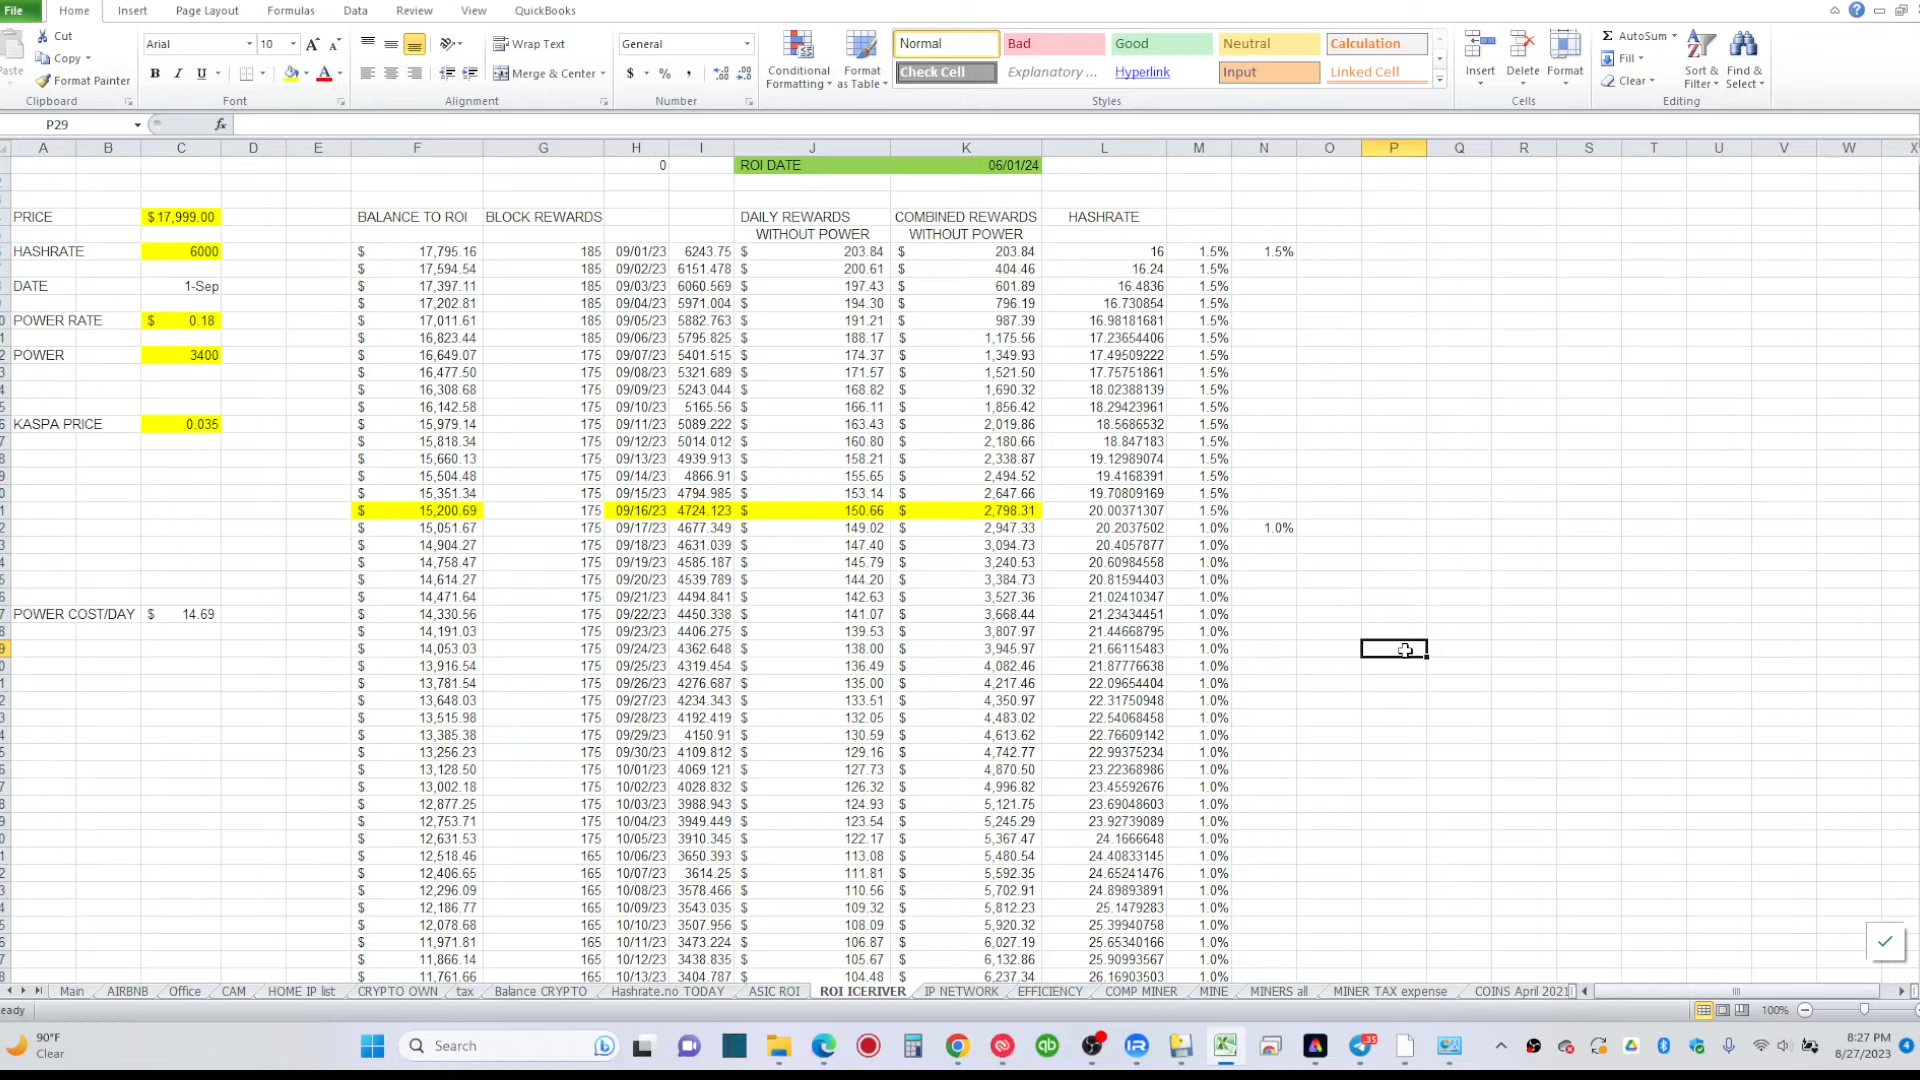 File Home Insert Page Layout Formulas Data Review View QuickBooks
Cut Arial 10 Wrap Text General Normal Bad Good Neutral Calculation AutoSum
Paste Copy Format Painter B I U Merge & Center $ % , Conditional Formatting Format as Table Check Cell Explanatory ... Hyperlink Input Linked Cell Insert Delete Format Fill Clear Sort & Filter Find & Select
Clipboard Font Alignment Number Styles Cells Editing
P29 fx
A B C D E F G H I J K L M N O P Q R S T U V W X
0 ROI DATE 06/01/24
PRICE $ 17,999.00 BALANCE TO ROI BLOCK REWARDS DAILY REWARDS COMBINED REWARDS HASHRATE
WITHOUT POWER WITHOUT POWER
HASHRATE 6000 $ 17,795.16 185 09/01/23 6243.75 $ 203.84 $ 203.84 16 1.5% 1.5%
$ 17,594.54 185 09/02/23 6151.478 $ 200.61 $ 404.46 16.24 1.5%
DATE 1-Sep $ 17,397.11 185 09/03/23 6060.569 $ 197.43 $ 601.89 16.4836 1.5%
$ 17,202.81 185 09/04/23 5971.004 $ 194.30 $ 796.19 16.730854 1.5%
POWER RATE $ 0.18 $ 17,011.61 185 09/05/23 5882.763 $ 191.21 $ 987.39 16.98181681 1.5%
$ 16,823.44 185 09/06/23 5795.825 $ 188.17 $ 1,175.56 17.23654406 1.5%
POWER 3400 $ 16,649.07 175 09/07/23 5401.515 $ 174.37 $ 1,349.93 17.49509222 1.5%
$ 16,477.50 175 09/08/23 5321.689 $ 171.57 $ 1,521.50 17.75751861 1.5%
$ 16,308.68 175 09/09/23 5243.044 $ 168.82 $ 1,690.32 18.02388139 1.5%
$ 16,142.58 175 09/10/23 5165.56 $ 166.11 $ 1,856.42 18.29423961 1.5%
KASPA PRICE 0.035 $ 15,979.14 175 09/11/23 5089.222 $ 163.43 $ 2,019.86 18.5686532 1.5%
$ 15,818.34 175 09/12/23 5014.012 $ 160.80 $ 2,180.66 18.847183 1.5%
$ 15,660.13 175 09/13/23 4939.913 $ 158.21 $ 2,338.87 19.12989074 1.5%
$ 15,504.48 175 09/14/23 4866.91 $ 155.65 $ 2,494.52 19.4168391 1.5%
$ 15,351.34 175 09/15/23 4794.985 $ 153.14 $ 2,647.66 19.70809169 1.5%
$ 15,200.69 175 09/16/23 4724.123 $ 150.66 $ 2,798.31 20.00371307 1.5%
$ 15,051.67 175 09/17/23 4677.349 $ 149.02 $ 2,947.33 20.2037502 1.0% 1.0%
$ 14,904.27 175 09/18/23 4631.039 $ 147.40 $ 3,094.73 20.4057877 1.0%
$ 14,758.47 175 09/19/23 4585.187 $ 145.79 $ 3,240.53 20.60984558 1.0%
$ 14,614.27 175 09/20/23 4539.789 $ 144.20 $ 3,384.73 20.81594403 1.0%
$ 14,471.64 175 09/21/23 4494.841 $ 142.63 $ 3,527.36 21.02410347 1.0%
POWER COST/DAY $ 14.69 $ 14,330.56 175 09/22/23 4450.338 $ 141.07 $ 3,668.44 21.23434451 1.0%
$ 14,191.03 175 09/23/23 4406.275 $ 139.53 $ 3,807.97 21.44668795 1.0%
$ 14,053.03 175 09/24/23 4362.648 $ 138.00 $ 3,945.97 21.66115483 1.0%
$ 13,916.54 175 09/25/23 4319.454 $ 136.49 $ 4,082.46 21.87776638 1.0%
$ 13,781.54 175 09/26/23 4276.687 $ 135.00 $ 4,217.46 22.09654404 1.0%
$ 13,648.03 175 09/27/23 4234.343 $ 133.51 $ 4,350.97 22.31750948 1.0%
$ 13,515.98 175 09/28/23 4192.419 $ 132.05 $ 4,483.02 22.54068458 1.0%
$ 13,385.38 175 09/29/23 4150.91 $ 130.59 $ 4,613.62 22.76609142 1.0%
$ 13,256.23 175 09/30/23 4109.812 $ 129.16 $ 4,742.77 22.99375234 1.0%
$ 13,128.50 175 10/01/23 4069.121 $ 127.73 $ 4,870.50 23.22368986 1.0%
$ 13,002.18 175 10/02/23 4028.832 $ 126.32 $ 4,996.82 23.45592676 1.0%
$ 12,877.25 175 10/03/23 3988.943 $ 124.93 $ 5,121.75 23.69048603 1.0%
$ 12,753.71 175 10/04/23 3949.449 $ 123.54 $ 5,245.29 23.92739089 1.0%
$ 12,631.53 175 10/05/23 3910.345 $ 122.17 $ 5,367.47 24.1666648 1.0%
$ 12,518.46 165 10/06/23 3650.393 $ 113.08 $ 5,480.54 24.40833145 1.0%
$ 12,406.65 165 10/07/23 3614.25 $ 111.81 $ 5,592.35 24.65241476 1.0%
$ 12,296.09 165 10/08/23 3578.466 $ 110.56 $ 5,702.91 24.89893891 1.0%
$ 12,186.77 165 10/09/23 3543.035 $ 109.32 $ 5,812.23 25.1479283 1.0%
$ 12,078.68 165 10/10/23 3507.956 $ 108.09 $ 5,920.32 25.39940758 1.0%
$ 11,971.81 165 10/11/23 3473.224 $ 106.87 $ 6,027.19 25.65340166 1.0%
$ 11,866.14 165 10/12/23 3438.835 $ 105.67 $ 6,132.86 25.90993567 1.0%
$ 11,761.66 165 10/13/23 3404.787 $ 104.48 $ 6,237.34 26.16903503 1.0%
Main AIRBNB Office CAM HOME IP list CRYPTO OWN tax Balance CRYPTO Hashrate.no TODAY ASIC ROI ROI ICERIVER IP NETWORK EFFICIENCY COMP MINER MINE MINERS all MINER TAX expense COINS April 2021
eady 100%
90°F
Clear
Search
35
8:27 PM
8/27/2023
4